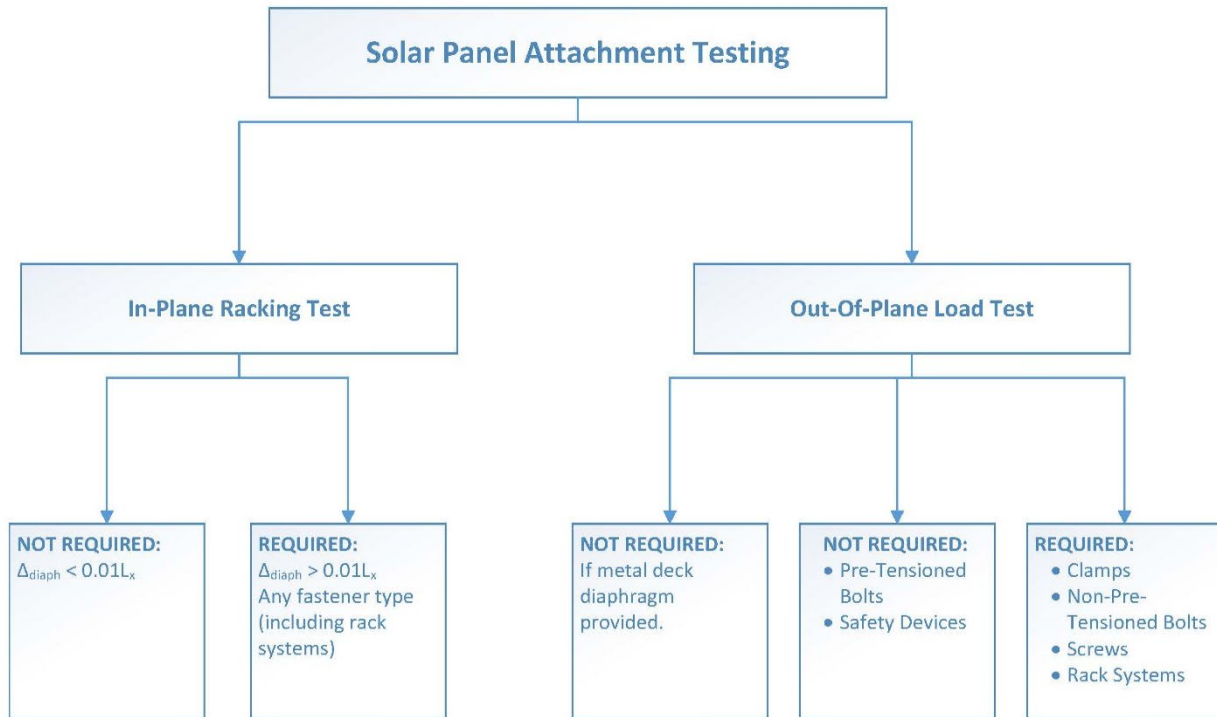 Solar Panel Attachment Testing
In-Plane Racking Test
Out-Of-Plane Load Test
NOT REQUIRED:
Δdiaph < 0.01Lx
REQUIRED:
Δdiaph > 0.01Lx
Any fastener type
(including rack
systems)
NOT REQUIRED:
If metal deck
diaphragm
provided.
NOT REQUIRED:
• Pre-Tensioned
Bolts
• Safety Devices
REQUIRED:
• Clamps
• Non-Pre-
Tensioned Bolts
• Screws
• Rack Systems